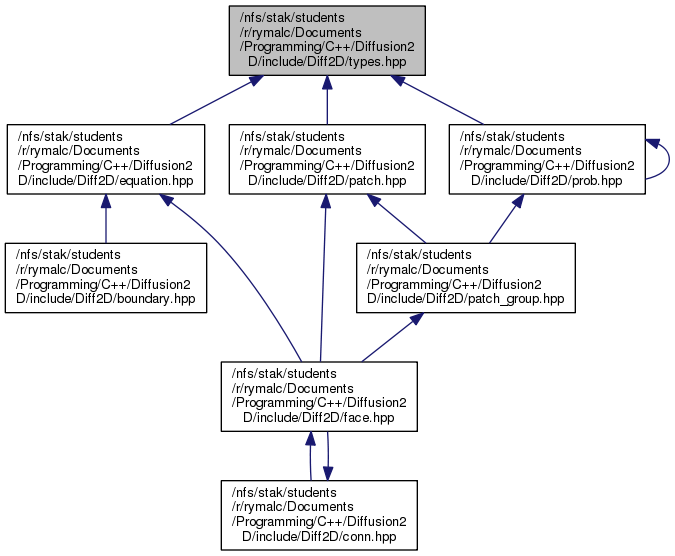 /nfs/stak/students
/r/rymalc/Documents
/Programming/C++/Diffusion2
D/include/Diff2D/types.hpp
/nfs/stak/students
/r/rymalc/Documents
/Programming/C++/Diffusion2
D/include/Diff2D/equation.hpp
/nfs/stak/students
/r/rymalc/Documents
/Programming/C++/Diffusion2
D/include/Diff2D/patch.hpp
/nfs/stak/students
/r/rymalc/Documents
/Programming/C++/Diffusion2
D/include/Diff2D/prob.hpp
/nfs/stak/students
/r/rymalc/Documents
/Programming/C++/Diffusion2
D/include/Diff2D/boundary.hpp
/nfs/stak/students
/r/rymalc/Documents
/Programming/C++/Diffusion2
D/include/Diff2D/patch_group.hpp
/nfs/stak/students
/r/rymalc/Documents
/Programming/C++/Diffusion2
D/include/Diff2D/face.hpp
/nfs/stak/students
/r/rymalc/Documents
/Programming/C++/Diffusion2
D/include/Diff2D/conn.hpp